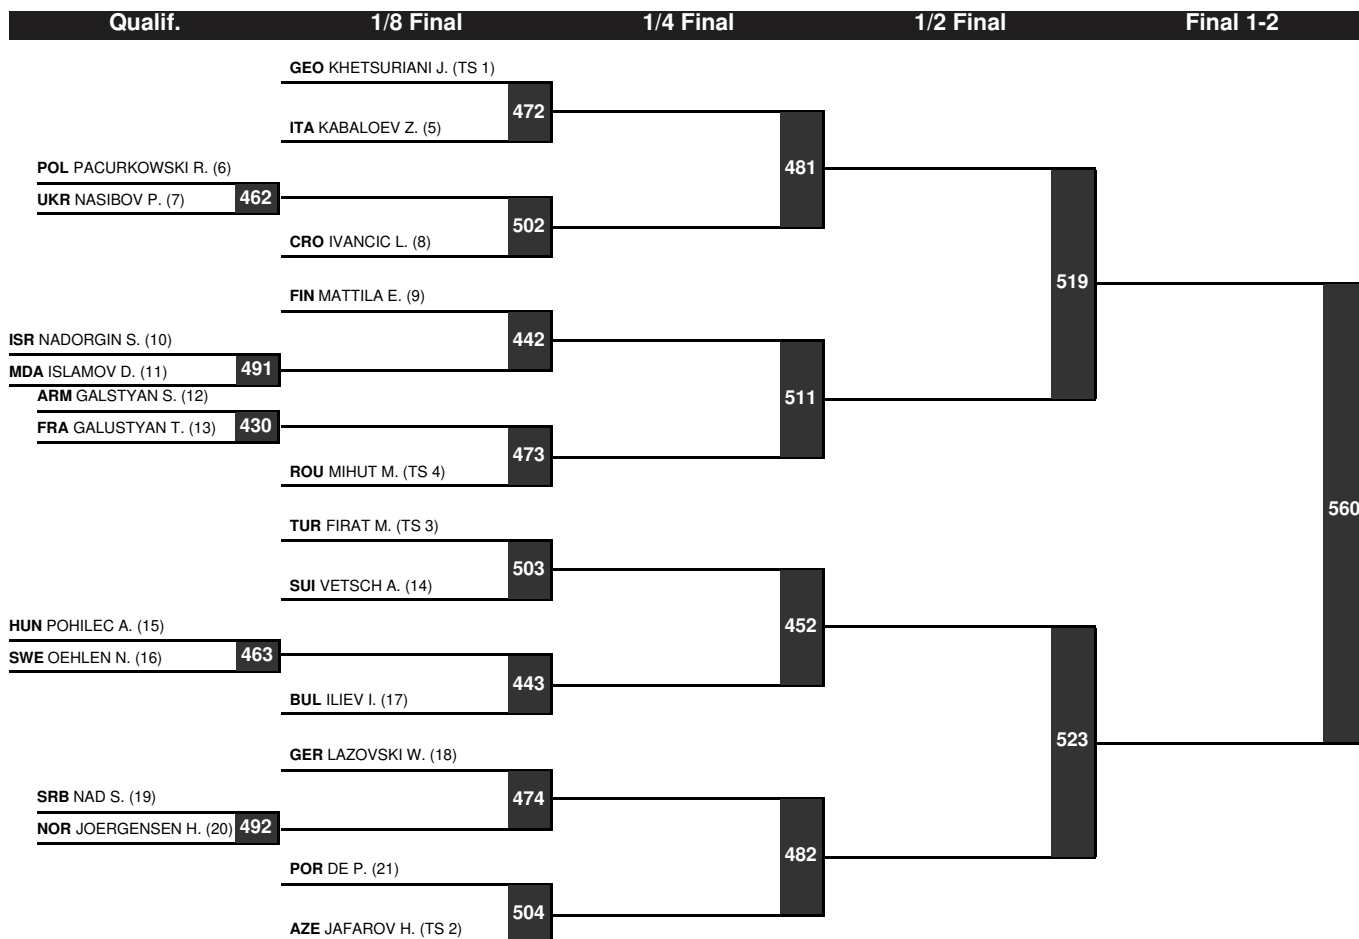 Qualif. 1/8 Final 1/4 Final 1/2 Final Final 1-2
GEO KHETSURIANI J. (TS 1)
472
ITA KABALOEV Z. (5)
POL PACURKOWSKI R. (6)
481
UKR NASIBOV P. (7) 462
502
CRO IVANCIC L. (8)
519
FIN MATTILA E. (9)
ISR NADORGIN S. (10)
442
MDA ISLAMOV D. (11) 491
ARM GALSTYAN S. (12)
511
FRA GALUSTYAN T. (13) 430
473
ROU MIHUT M. (TS 4)
560
TUR FIRAT M. (TS 3)
503
SUI VETSCH A. (14)
HUN POHILEC A. (15)
452
SWE OEHLEN N. (16) 463
443
BUL ILIEV I. (17)
523
GER LAZOVSKI W. (18)
SRB NAD S. (19)
474
NOR JOERGENSEN H. (20) 492
482
POR DE P. (21)
504
AZE JAFAROV H. (TS 2)